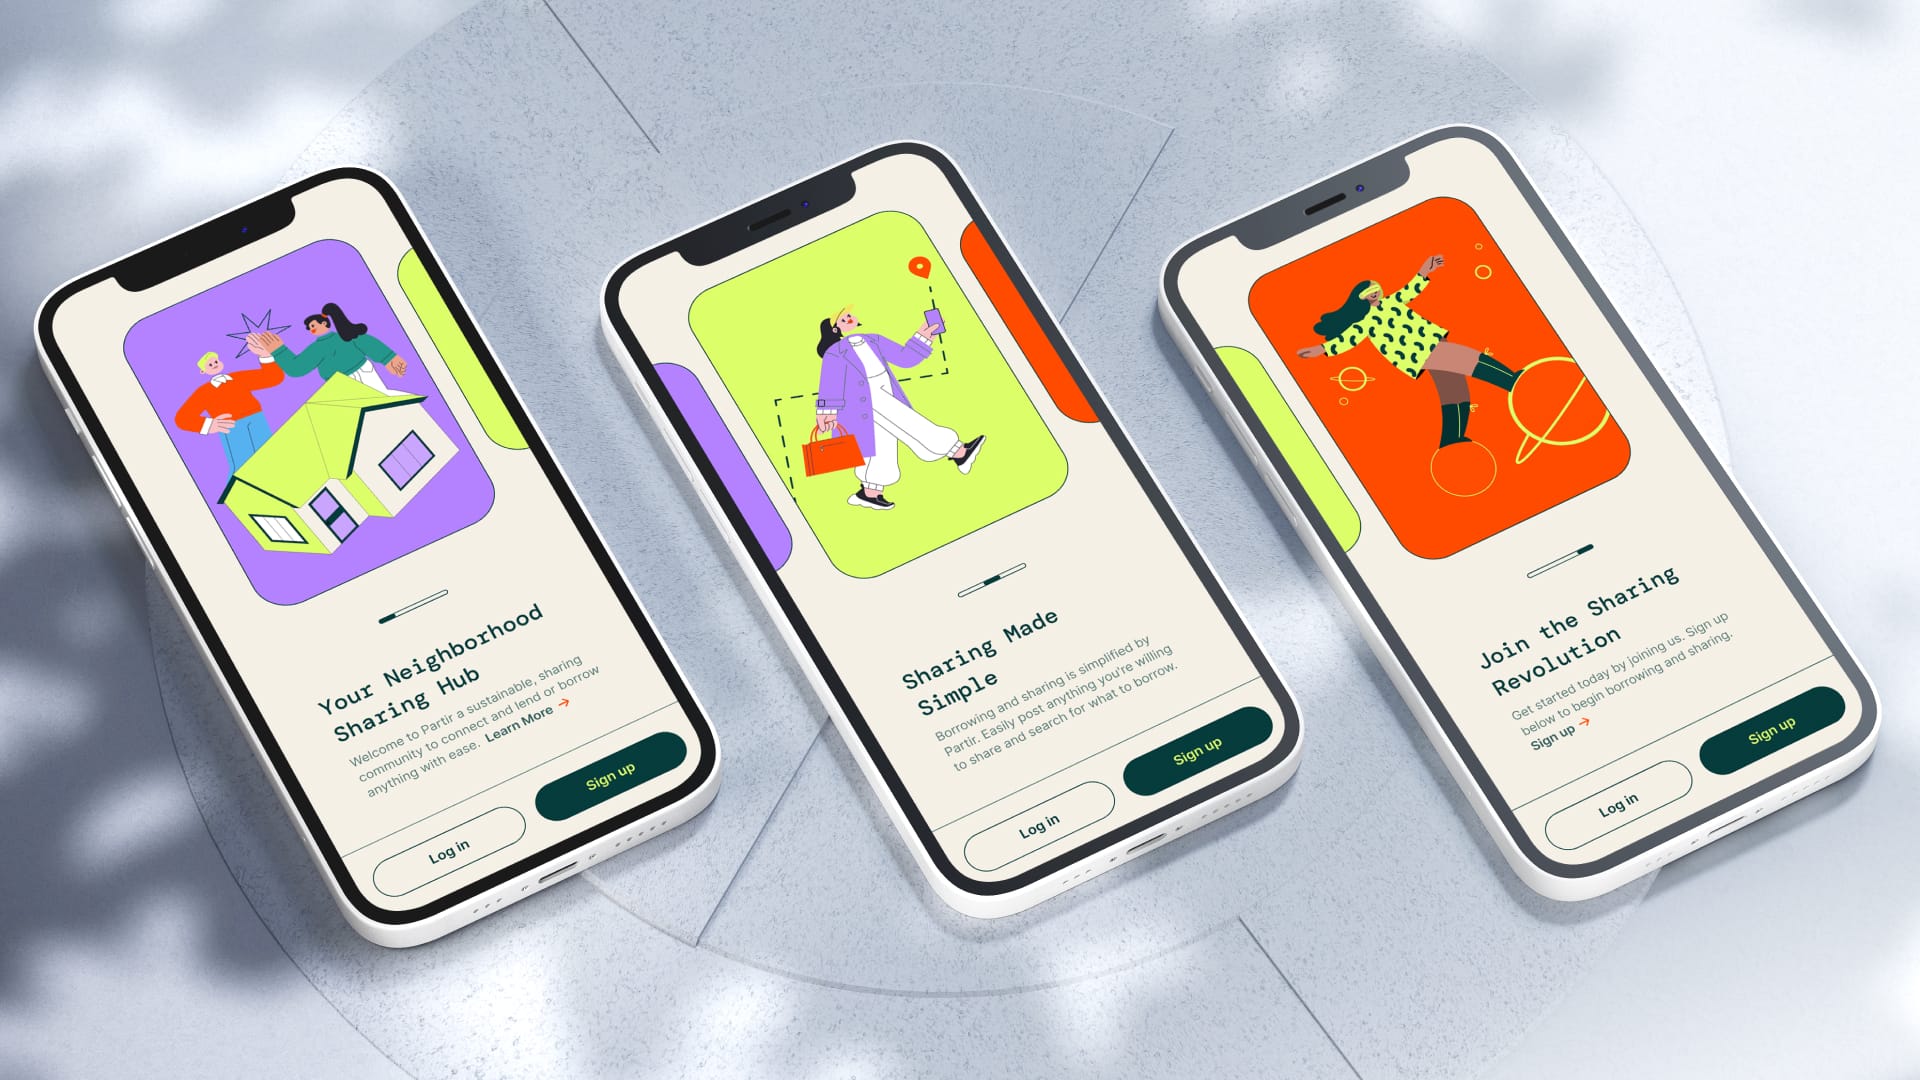 Your Neighborhood
Sharing Hub
Welcome to Partir a sustainable, sharing
community to connect and lend or borrow
anything with ease. Learn More →
Log in
Sign up
Sharing Made
Simple
Borrowing and sharing is simplified by
Partir. Easily post anything you're willing
to share and search for what to borrow.
Log in
Sign up
Join the Sharing
Revolution
Get started today by joining us. Sign up
below to begin borrowing and sharing.
Sign up →
Log in
Sign up